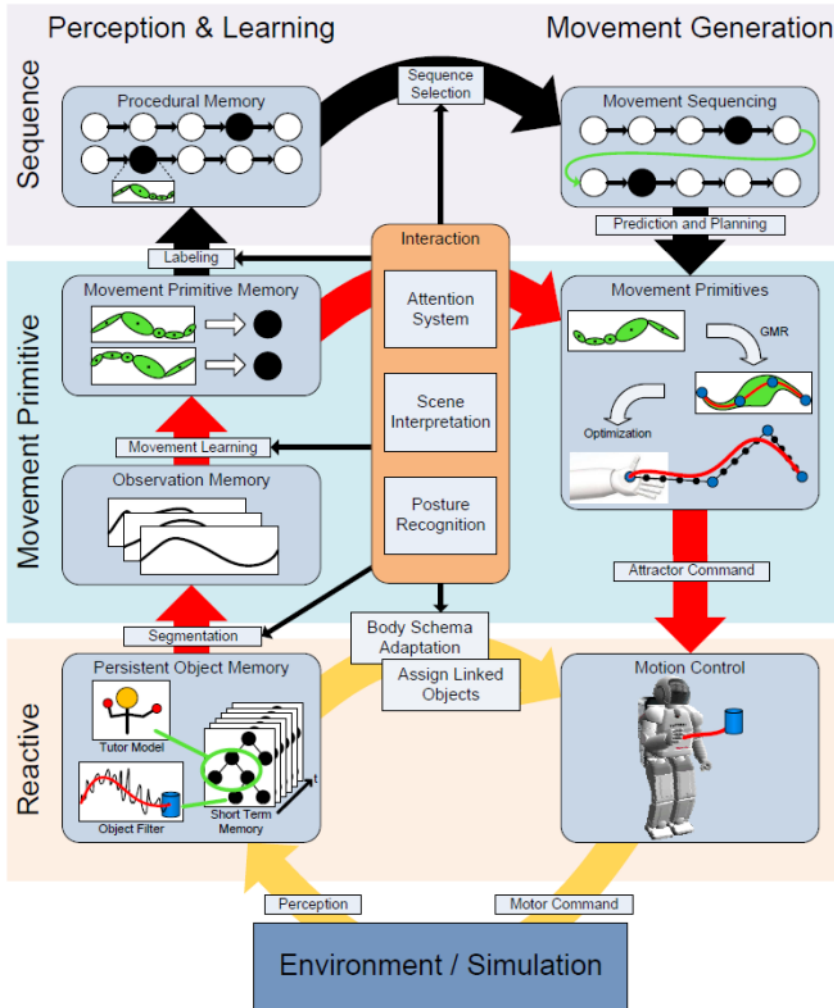 Perception & Learning
Movement Generation
Sequence
Procedural Memory
Sequence
Selection
Movement Sequencing
Prediction and Planning
Labeling
Interaction
Attention
System
Scene
Interpretation
Posture
Recognition
Movement Primitive
Movement Primitive Memory
Movement Learning
Observation Memory
Segmentation
Movement Primitives
GMR
Optimization
Attractor Command
Body Schema
Adaptation
Assign Linked
Objects
Reactive
Persistent Object Memory
Tutor Model
Object Filter
Short Term
Memory
t
Motion Control
Perception
Motor Command
Environment / Simulation